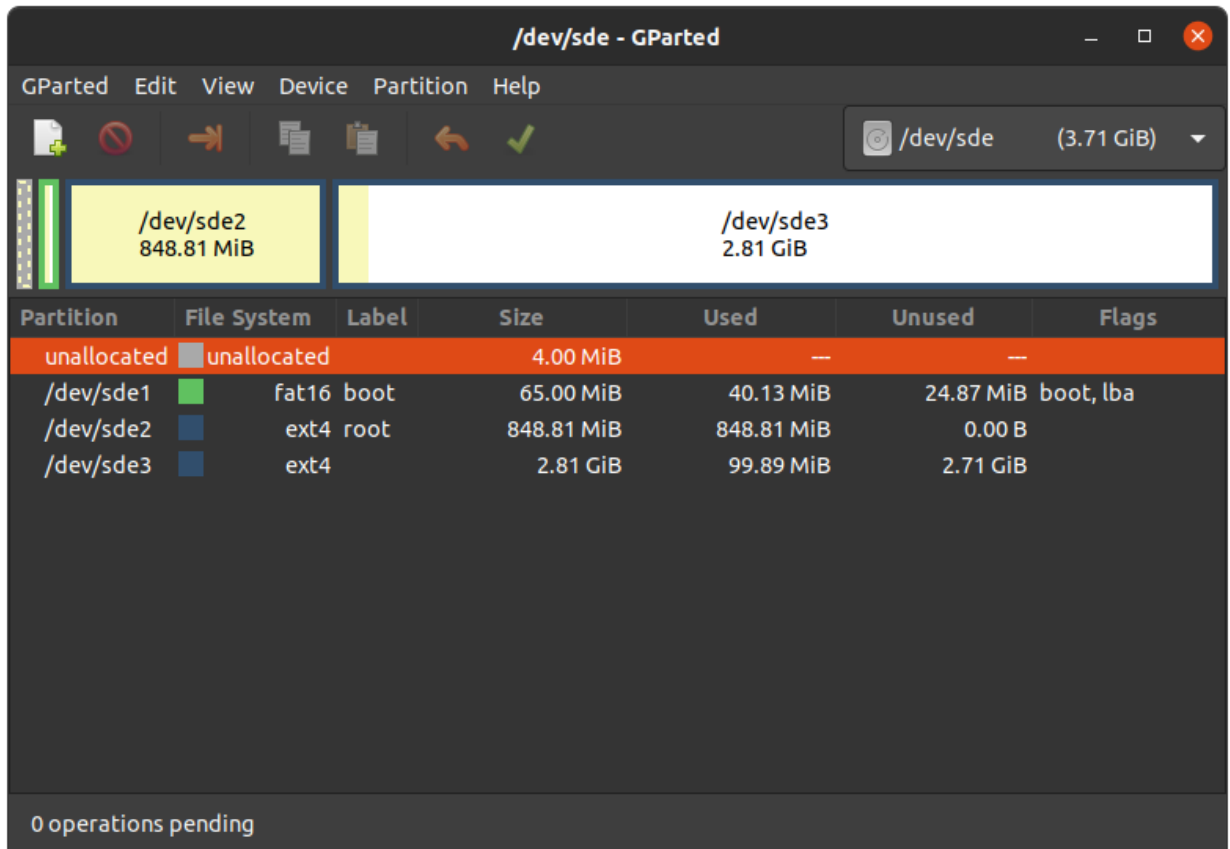 /dev/sde - GParted
GParted Edit View Device Partition Help
/dev/sde (3.71 GiB)
/dev/sde2
848.81 MiB
/dev/sde3
2.81 GiB
Partition File System Label Size Used Unused Flags
unallocated unallocated 4.00 MiB --- ---
/dev/sde1 fat16 boot 65.00 MiB 40.13 MiB 24.87 MiB boot, lba
/dev/sde2 ext4 root 848.81 MiB 848.81 MiB 0.00 B
/dev/sde3 ext4 2.81 GiB 99.89 MiB 2.71 GiB
0 operations pending